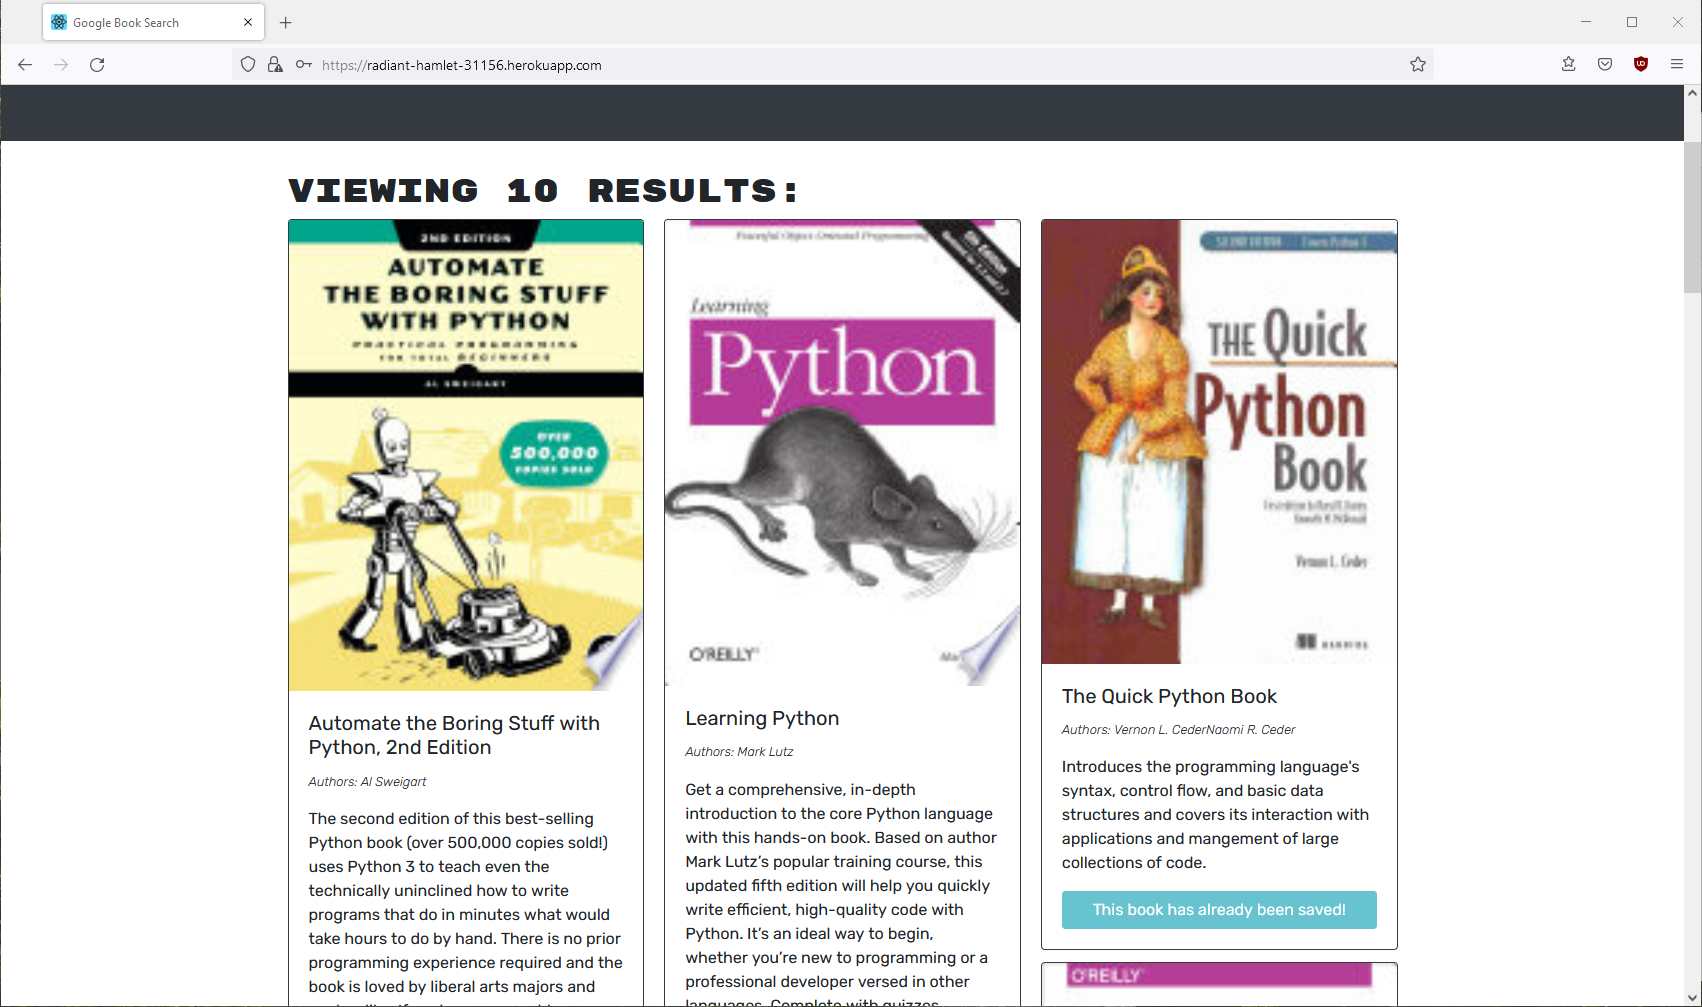 Google Book Search
https://radiant-hamlet-31156.herokuapp.com
VIEWING 10 RESULTS:
2ND EDITION
AUTOMATE
THE BORING STUFF
WITH PYTHON
PRACTICAL PROGRAMMING
FOR TOTAL BEGINNERS
AL SWEIGART
OVER
500,000
COPIES SOLD
Automate the Boring Stuff with
Python, 2nd Edition
Authors: Al Sweigart
The second edition of this best-selling
Python book (over 500,000 copies sold!)
uses Python 3 to teach even the
technically uninclined how to write
programs that do in minutes what would
take hours to do by hand. There is no prior
programming experience required and the
book is loved by liberal arts majors and
Powerful Object-Oriented Programming
5th Edition
Learning
Python
O'REILLY®
Learning Python
Authors: Mark Lutz
Get a comprehensive, in-depth
introduction to the core Python language
with this hands-on book. Based on author
Mark Lutz's popular training course, this
updated fifth edition will help you quickly
write efficient, high-quality code with
Python. It's an ideal way to begin,
whether you're new to programming or a
professional developer versed in other
languages. Complete with quizzes,
SECOND EDITION Covers Python 3
THE Quick
Python
Book
Vernon L. Ceder
MANNING
The Quick Python Book
Authors: Vernon L. CederNaomi R. Ceder
Introduces the programming language's
syntax, control flow, and basic data
structures and covers its interaction with
applications and mangement of large
collections of code.
This book has already been saved!
O'REILLY®